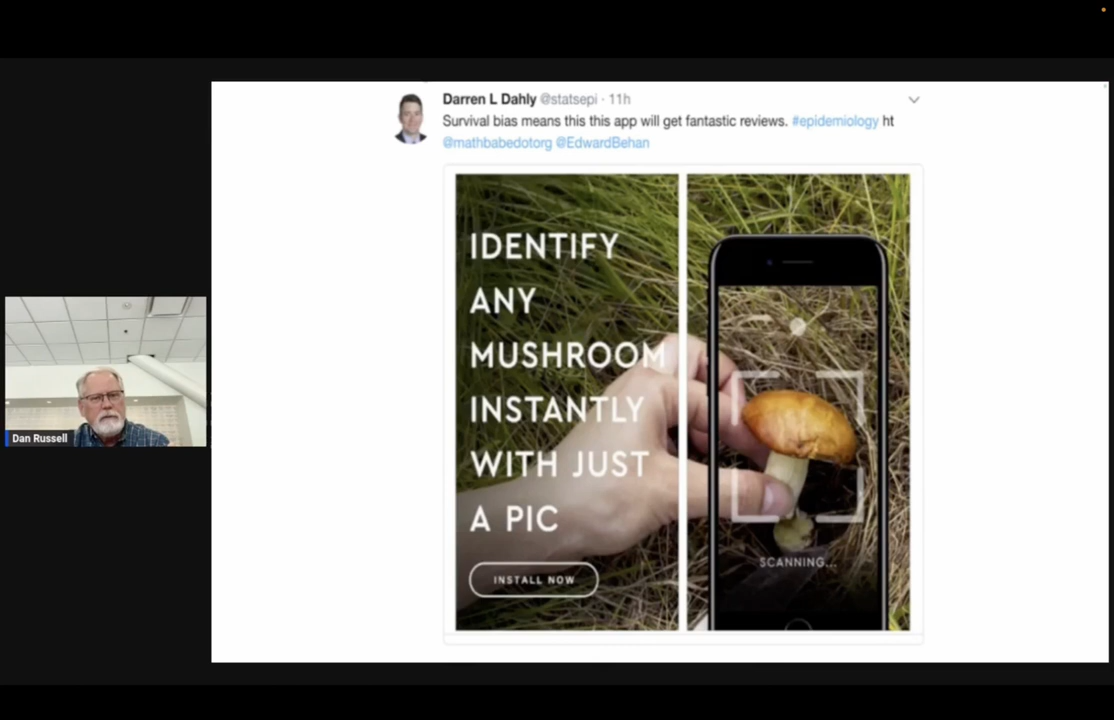 Darren L Dahly @statsepi · 11h
Survival bias means this this app will get fantastic reviews. #epidemiology ht
@mathbabedotorg @EdwardBehan
IDENTIFY
ANY
MUSHROOM
INSTANTLY
WITH JUST
A PIC
INSTALL NOW
SCANNING...
Dan Russell